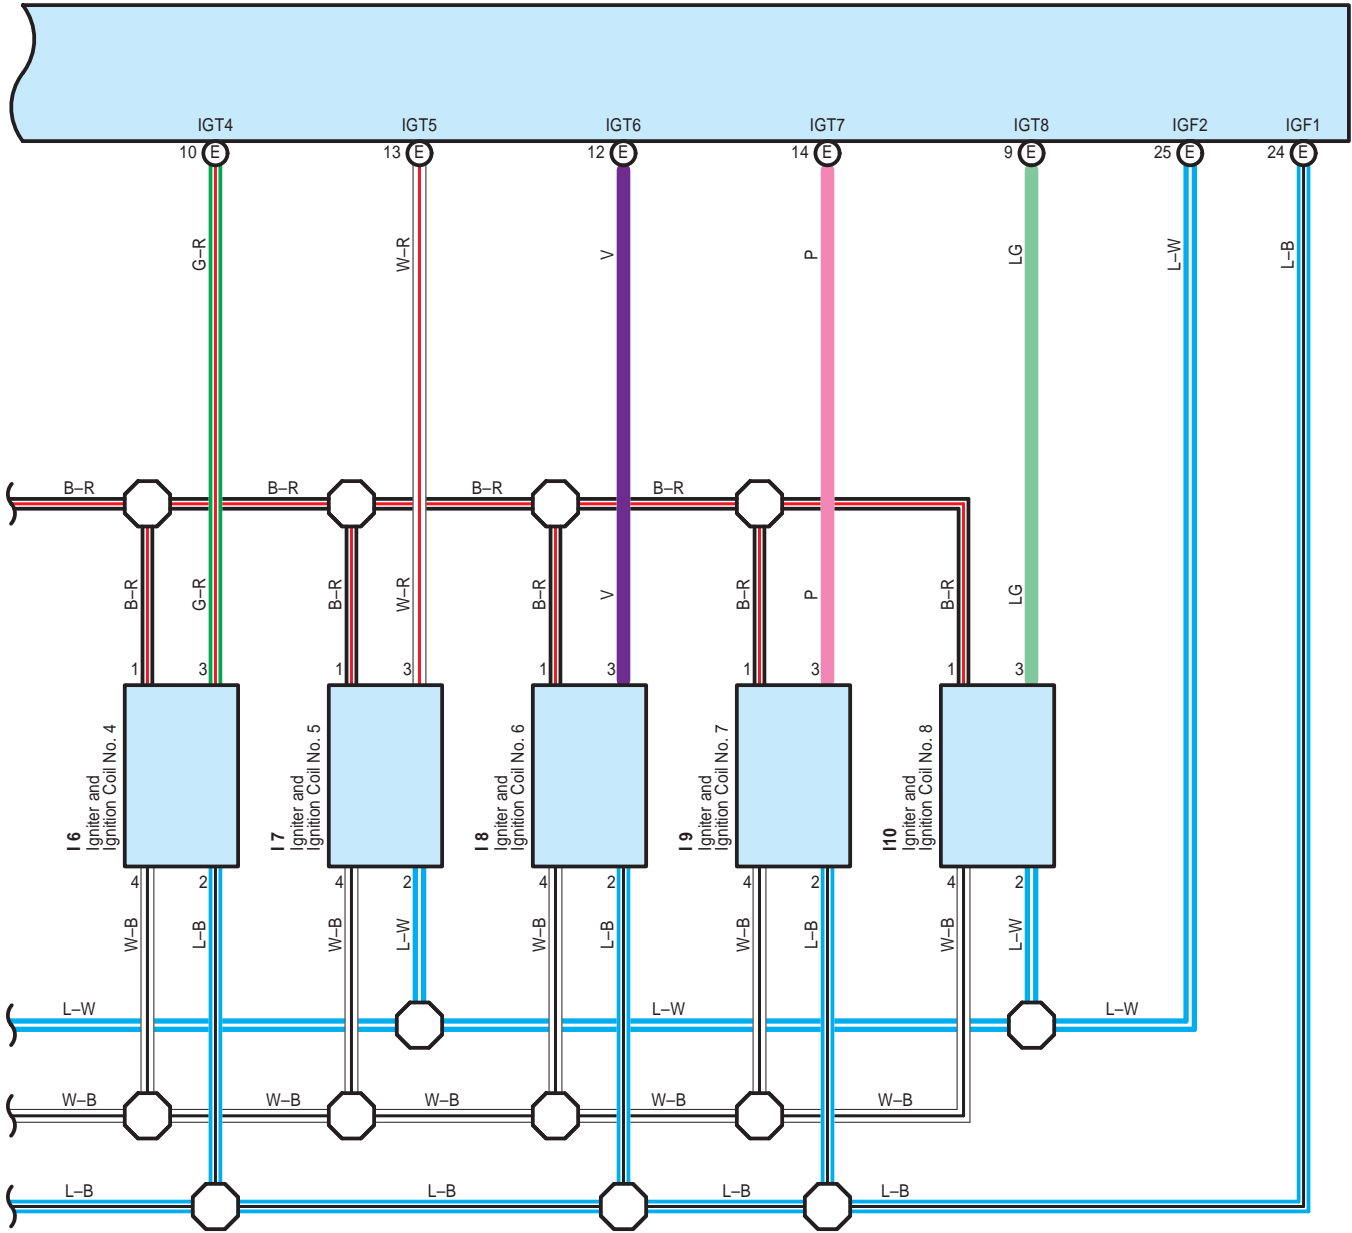 IGT4 IGT5 IGT6 IGT7 IGT8 IGF2 IGF1
10 E 13 E 12 E 14 E 9 E 25 E 24 E
G–R W–R V P LG L–W L–B
B–R B–R B–R B–R
B–R G–R B–R W–R B–R V B–R P B–R LG
1 3 1 3 1 3 1 3 1 3
I 6
Igniter and
Ignition Coil No. 4
I 7
Igniter and
Ignition Coil No. 5
I 8
Igniter and
Ignition Coil No. 6
I 9
Igniter and
Ignition Coil No. 7
I10
Igniter and
Ignition Coil No. 8
4 2 4 2 4 2 4 2 4 2
W–B L–B W–B L–W W–B L–B W–B L–B W–B L–W
L–W L–W L–W
W–B W–B W–B W–B W–B
L–B L–B L–B L–B